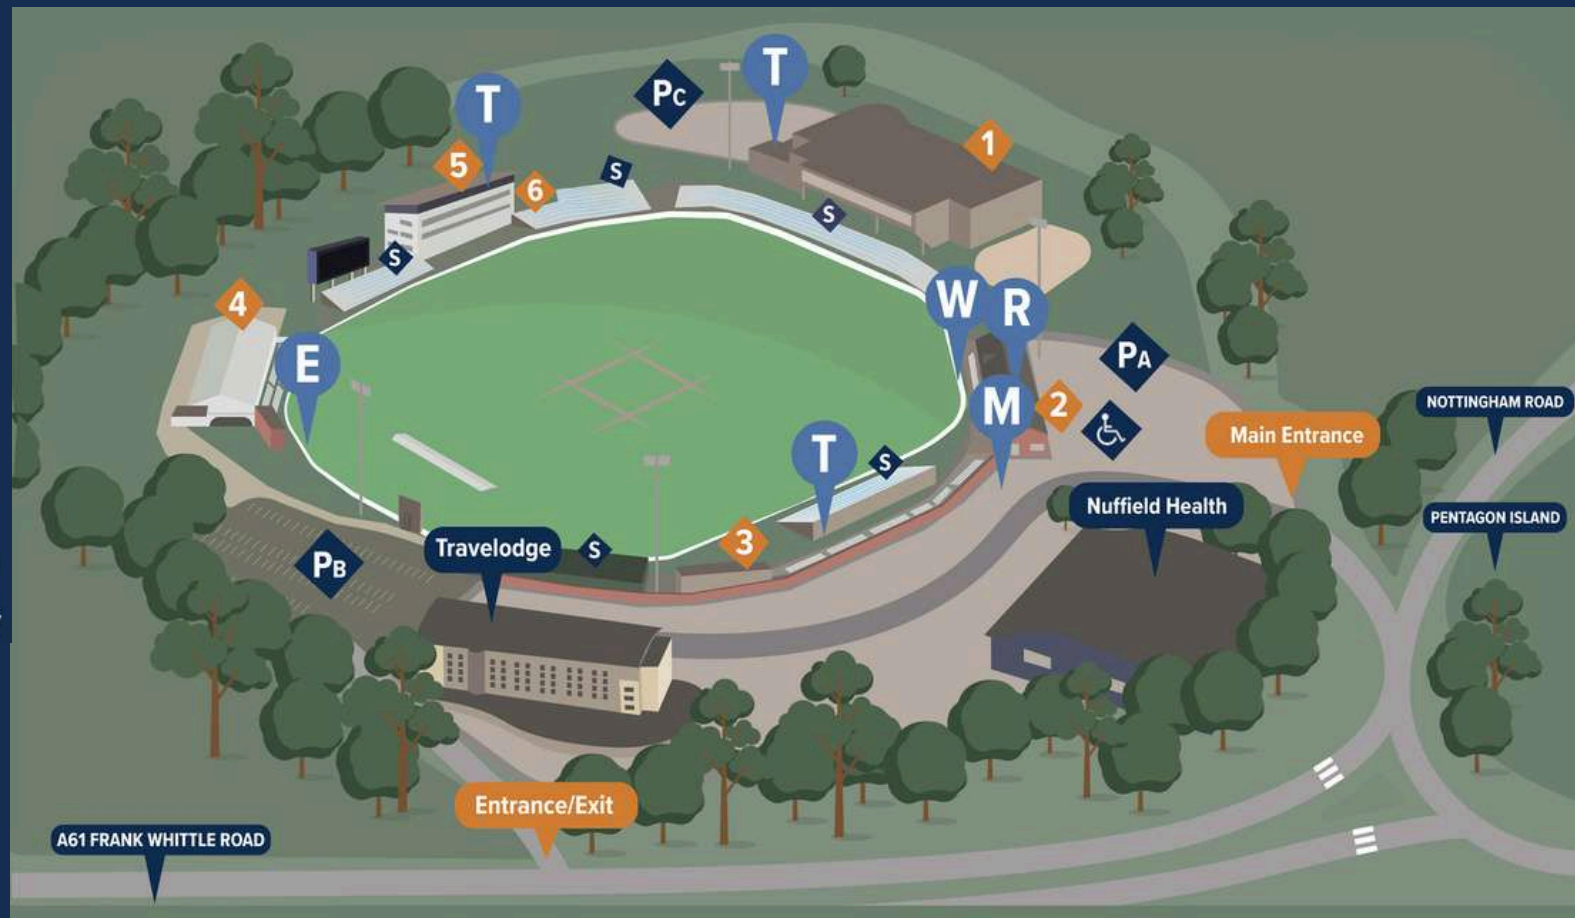 T
PC
T
1
5
6
S
S
S
4
W
R
E
PA
M
2
NOTTINGHAM ROAD
Main Entrance
T
S
Nuffield Health
PENTAGON ISLAND
3
S
Travelodge
PB
Entrance/Exit
A61 FRANK WHITTLE ROAD